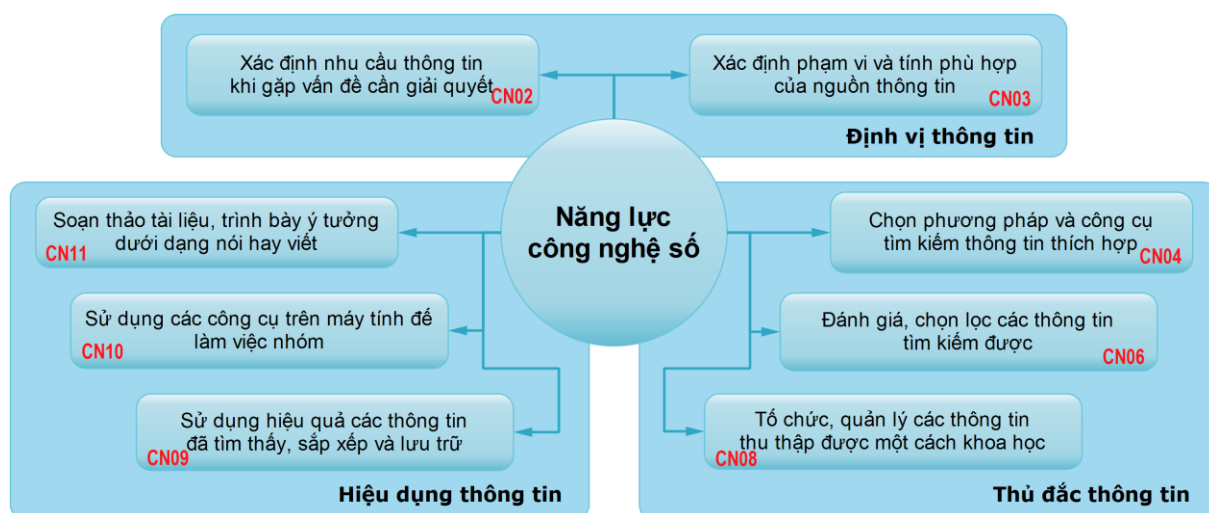 Xác định nhu cầu thông tin
khi gặp vấn đề cần giải quyết
CN02
Xác định phạm vi và tính phù hợp
của nguồn thông tin
CN03
Định vị thông tin
Năng lực
công nghệ số
Soạn thảo tài liệu, trình bày ý tưởng
dưới dạng nói hay viết
CN11
Sử dụng các công cụ trên máy tính để
làm việc nhóm
CN10
Sử dụng hiệu quả các thông tin
đã tìm thấy, sắp xếp và lưu trữ
CN09
Hiệu dụng thông tin
Chọn phương pháp và công cụ
tìm kiếm thông tin thích hợp
CN04
Đánh giá, chọn lọc các thông tin
tìm kiếm được
CN06
Tổ chức, quản lý các thông tin
thu thập được một cách khoa học
CN08
Thủ đắc thông tin